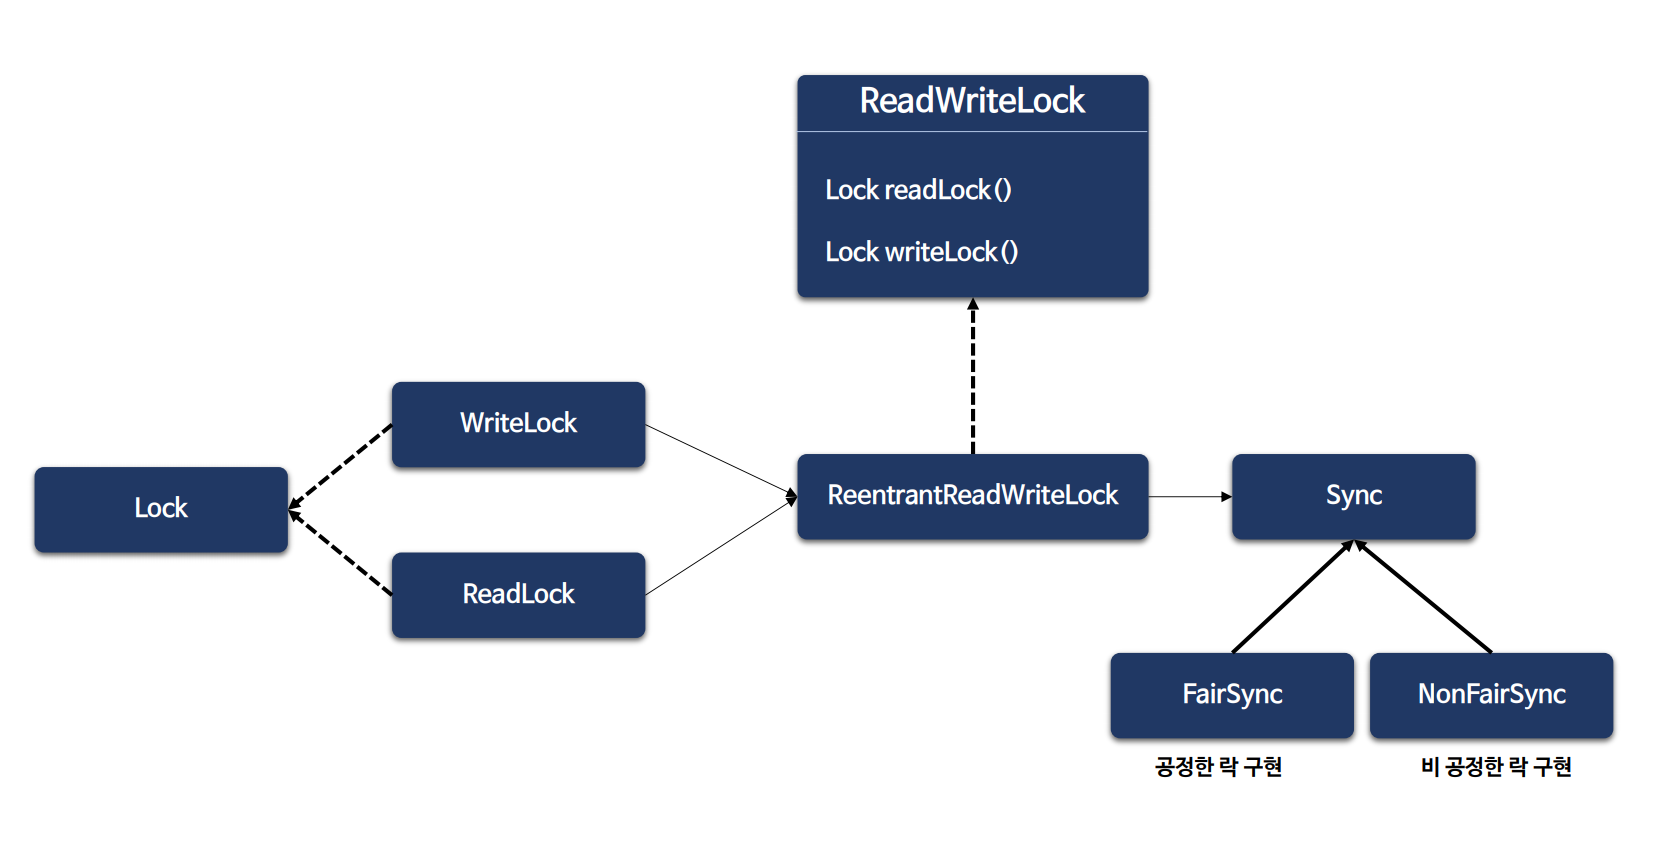 ReadWriteLock
Lock readLock()
Lock writeLock()
WriteLock
Lock
ReadLock
ReentrantReadWriteLock
Sync
FairSync
NonFairSync
공정한 락 구현
비 공정한 락 구현